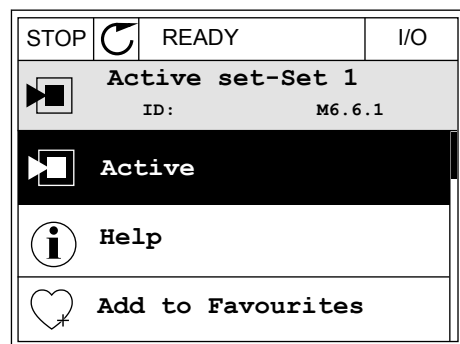 STOP READY I/O
Active set-Set 1
ID: M6.6.1
Active
Help
Add to Favourites